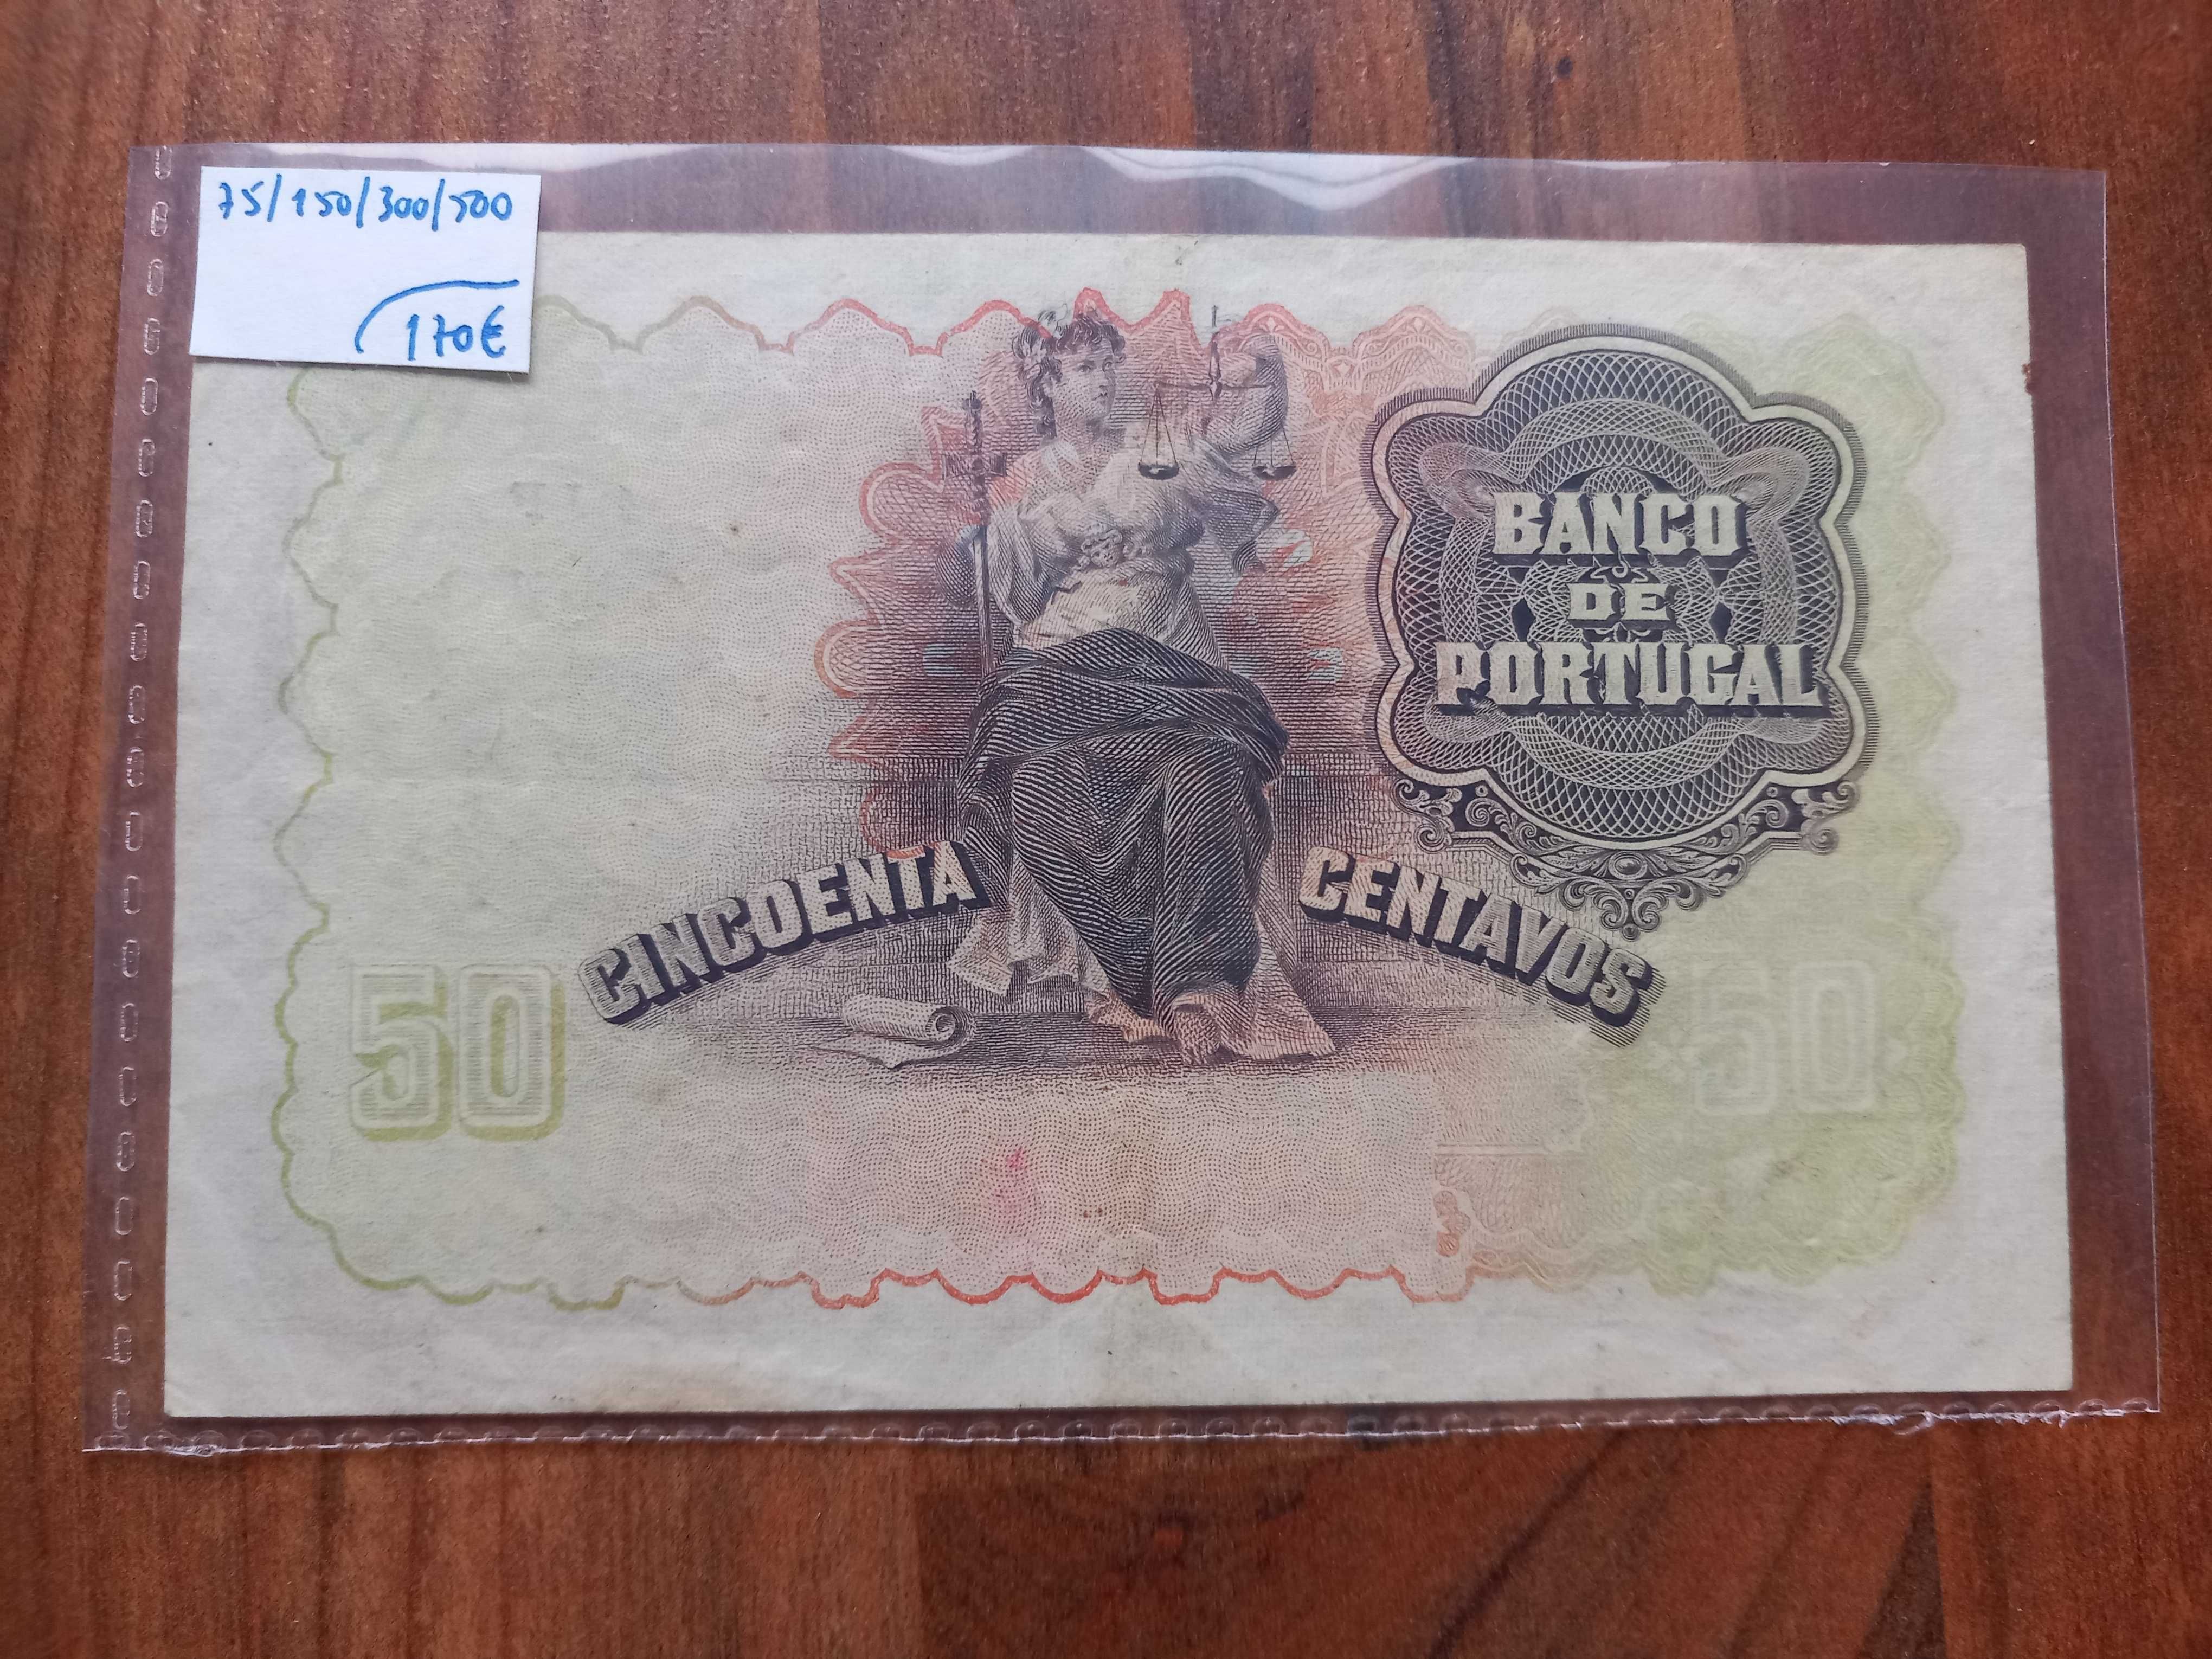 75/150/300/500
170€
BANCO
DE
PORTUGAL
CINCOENTA CENTAVOS
50 50